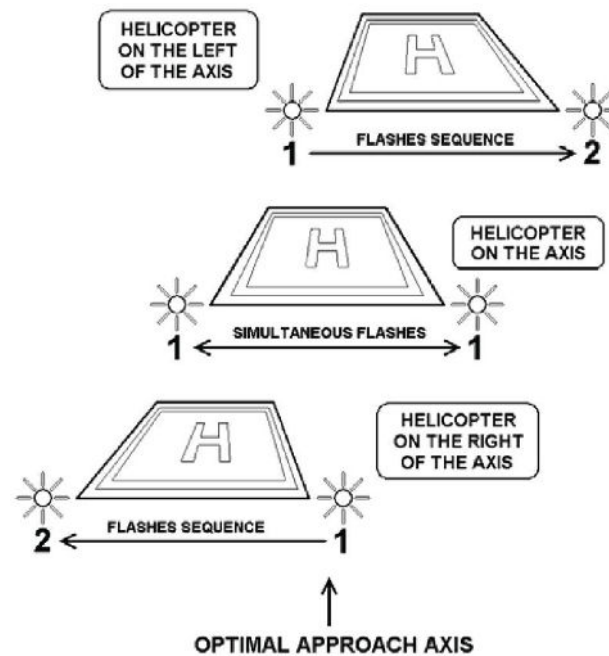 HELICOPTER
ON THE LEFT
OF THE AXIS
H
1 FLASHES SEQUENCE 2
H
HELICOPTER
ON THE AXIS
1 SIMULTANEOUS FLASHES 1
H
HELICOPTER
ON THE RIGHT
OF THE AXIS
2 FLASHES SEQUENCE 1
OPTIMAL APPROACH AXIS